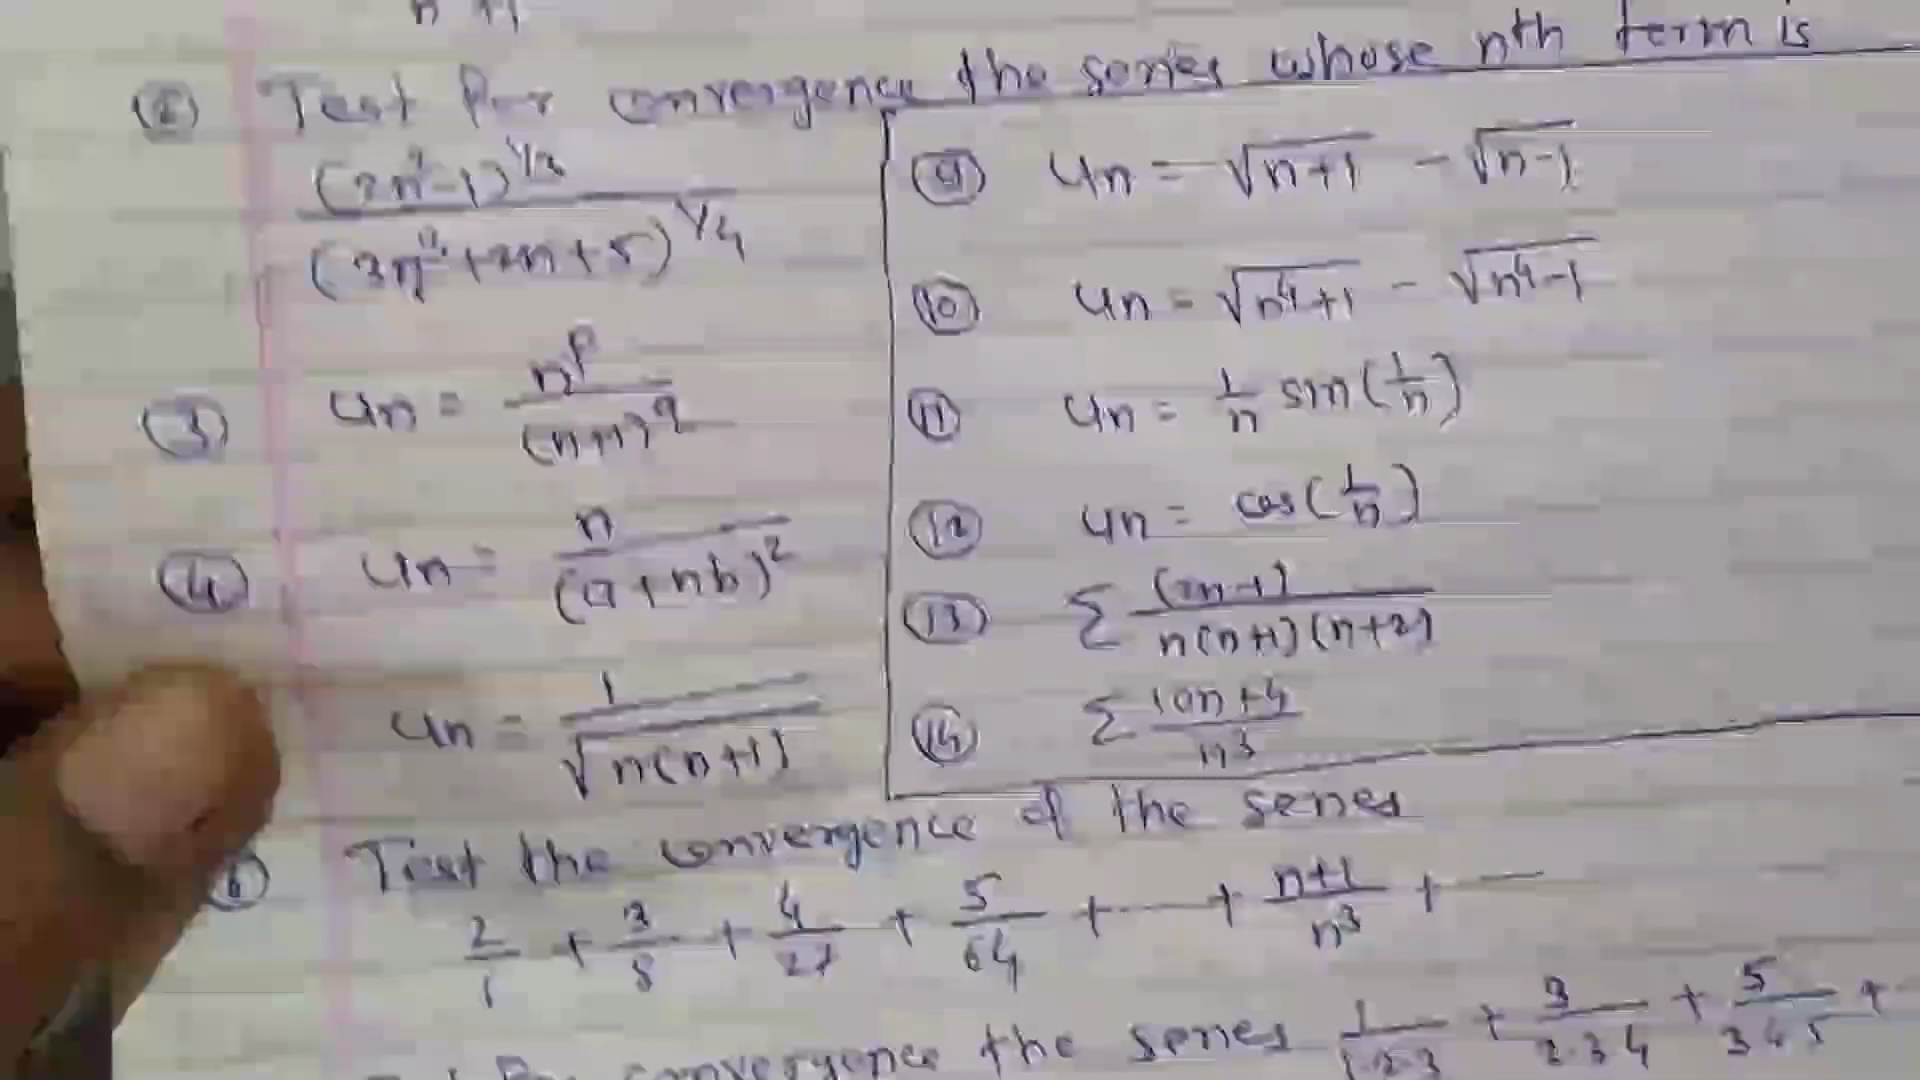 n +1
(2) Test for convergence the series whose nth term is
(2n²-1)^1/3 / (3n³+2n+5)^1/4
(3) un = n^p / (n+1)^q
(4) un = n / (a+nb)²
un = 1 / √n(n+1)
(9) un = √n+1 - √n-1
(10) un = √n⁴+1 - √n⁴-1
(11) un = 1/n sin(1/n)
(12) un = cos(1/n)
(13) Σ (2n-1) / n(n+1)(n+2)
(14) Σ 10n+4 / n³
(6) Test the convergence of the series
2/1 + 3/8 + 4/27 + 5/64 + ---- + n+1/n³ + --
for convergence the series 1/1.2.3 + 3/2.3.4 + 5/3.4.5 +